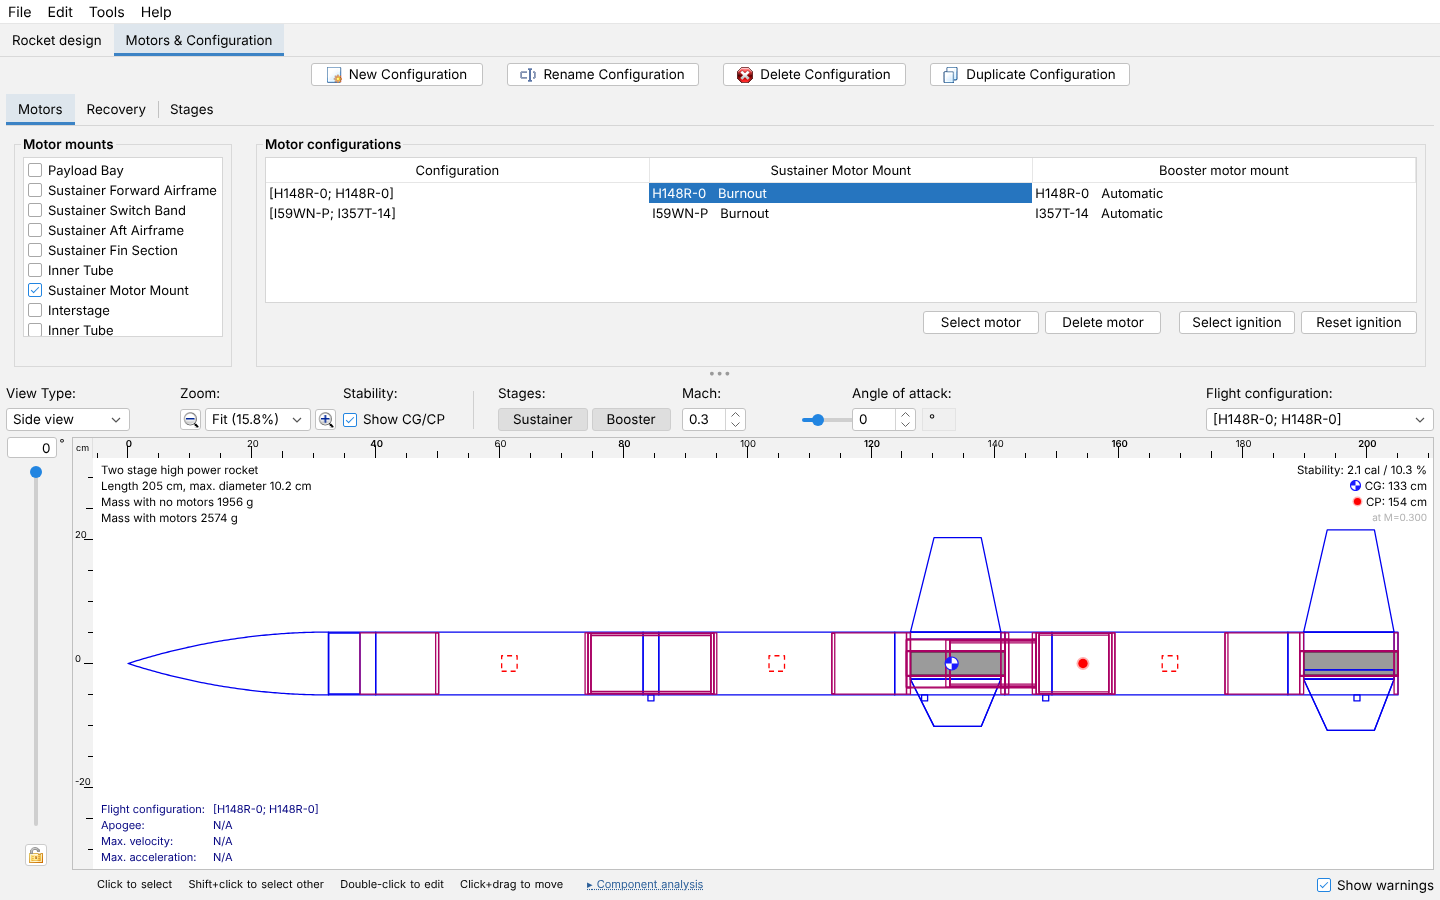 File Edit Tools Help
Rocket design Motors & Configuration
New Configuration Rename Configuration Delete Configuration Duplicate Configuration
Motors Recovery Stages
Motor mounts
Payload Bay
Sustainer Forward Airframe
Sustainer Switch Band
Sustainer Aft Airframe
Sustainer Fin Section
Inner Tube
Sustainer Motor Mount
Interstage
Inner Tube
Motor configurations
Configuration Sustainer Motor Mount Booster motor mount
[H148R-0; H148R-0] H148R-0 Burnout H148R-0 Automatic
[I59WN-P; I357T-14] I59WN-P Burnout I357T-14 Automatic
Select motor Delete motor Select ignition Reset ignition
View Type: Zoom: Stability: Stages: Mach: Angle of attack: Flight configuration:
Side view Fit (15.8%) Show CG/CP Sustainer Booster 0.3 0 ° [H148R-0; H148R-0]
0 ° cm 0 20 40 60 80 100 120 140 160 180 200
Two stage high power rocket
Length 205 cm, max. diameter 10.2 cm
Mass with no motors 1956 g
Mass with motors 2574 g
Stability: 2.1 cal / 10.3 %
CG: 133 cm
CP: 154 cm
at M=0.300
20
0
-20
Flight configuration: [H148R-0; H148R-0]
Apogee: N/A
Max. velocity: N/A
Max. acceleration: N/A
Click to select Shift+click to select other Double-click to edit Click+drag to move ▸ Component analysis Show warnings